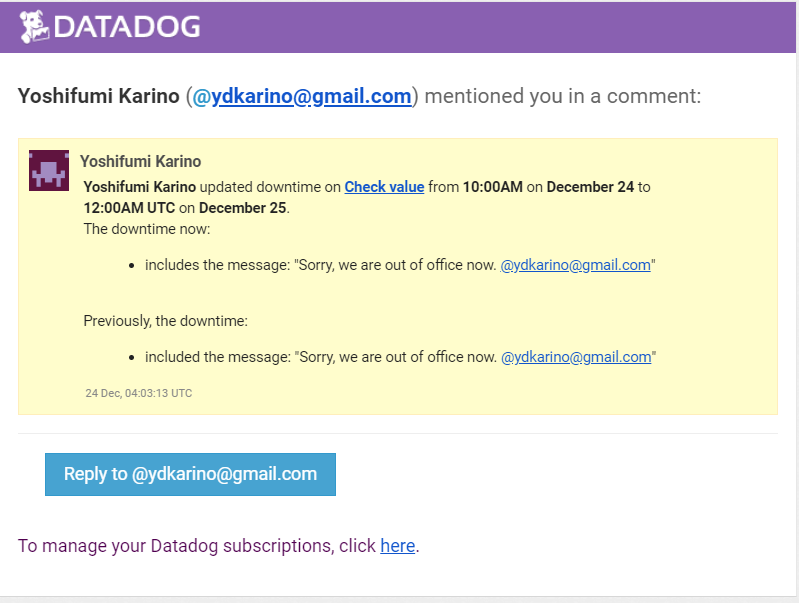 DATADOG
Yoshifumi Karino (@ydkarino@gmail.com) mentioned you in a comment:
Yoshifumi Karino
Yoshifumi Karino updated downtime on Check value from 10:00AM on December 24 to
12:00AM UTC on December 25.
The downtime now:
• includes the message: "Sorry, we are out of office now. @ydkarino@gmail.com"
Previously, the downtime:
• included the message: "Sorry, we are out of office now. @ydkarino@gmail.com"
24 Dec, 04:03:13 UTC
Reply to @ydkarino@gmail.com
To manage your Datadog subscriptions, click here.